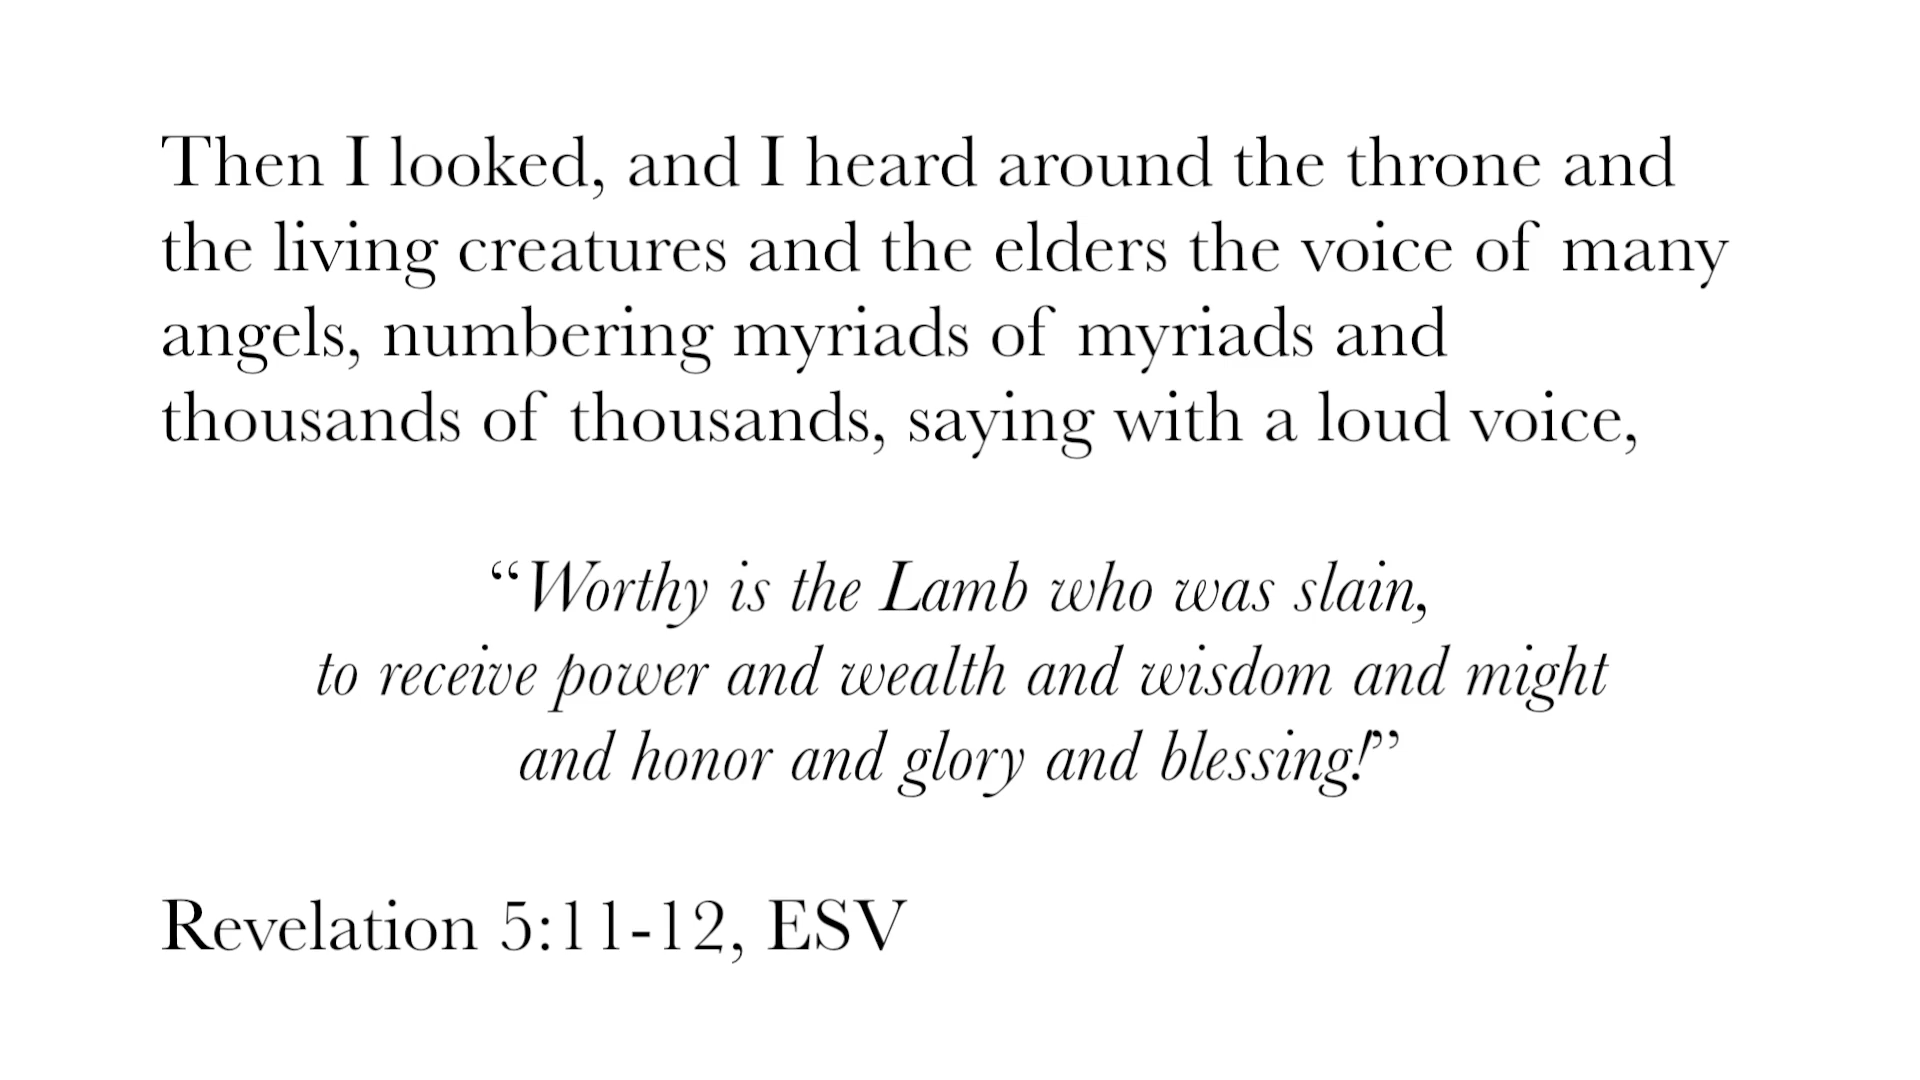 Then I looked, and I heard around the throne and
the living creatures and the elders the voice of many
angels, numbering myriads of myriads and
thousands of thousands, saying with a loud voice,
“Worthy is the Lamb who was slain,
to receive power and wealth and wisdom and might
and honor and glory and blessing!”
Revelation 5:11-12, ESV